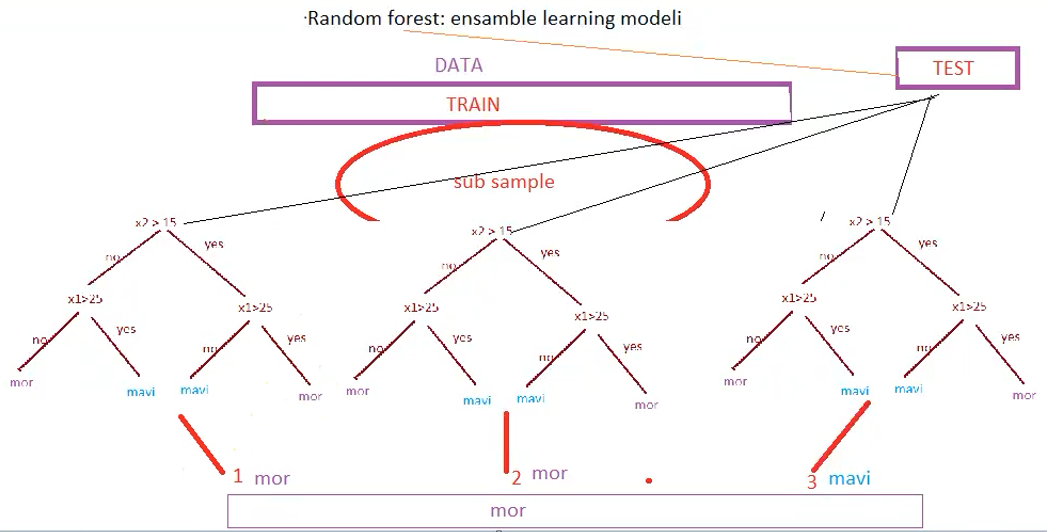 Random forest: ensamble learning modeli
DATA
TEST
TRAIN
sub sample
x2 > 15
no
yes
x1>25
x1>25
no
yes
no
yes
mor
mavi
mavi
mor
x2 > 15
no
yes
x1>25
x1>25
no
yes
no
yes
mor
mavi
mavi
mor
x2 > 15
no
yes
x1>25
x1>25
no
yes
no
yes
mor
mavi
mavi
mor
1 mor
2 mor
3 mavi
mor